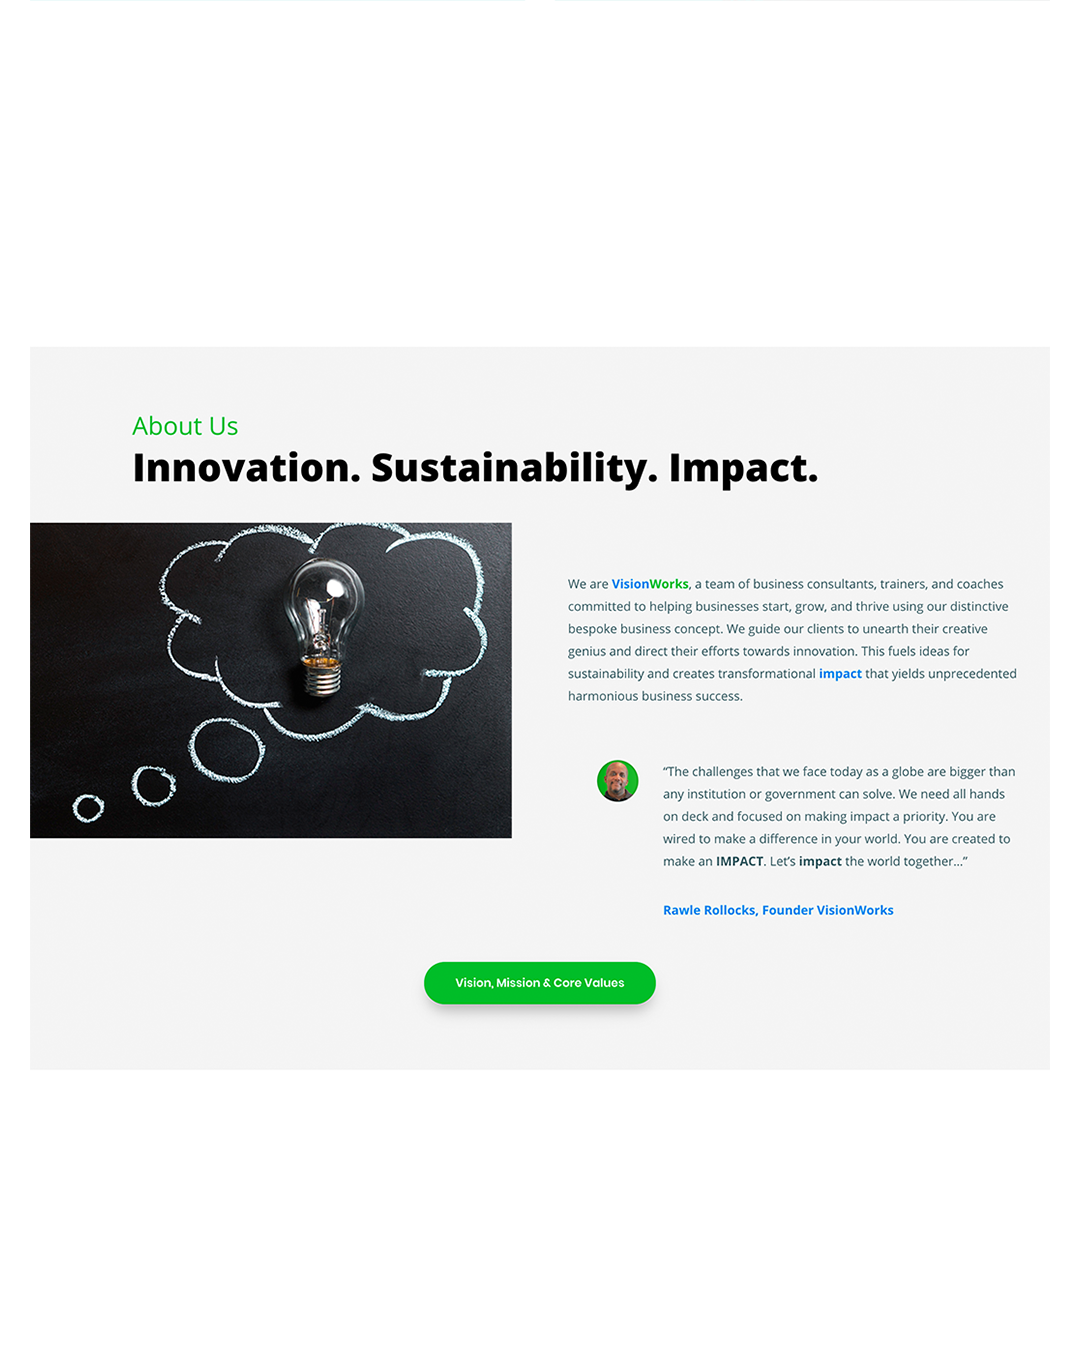 About Us
Innovation. Sustainability. Impact.
We are VisionWorks, a team of business consultants, trainers, and coaches
committed to helping businesses start, grow, and thrive using our distinctive
bespoke business concept. We guide our clients to unearth their creative
genius and direct their efforts towards innovation. This fuels ideas for
sustainability and creates transformational impact that yields unprecedented
harmonious business success.
“The challenges that we face today as a globe are bigger than
any institution or government can solve. We need all hands
on deck and focused on making impact a priority. You are
wired to make a difference in your world. You are created to
make an IMPACT. Let’s impact the world together...”
Rawle Rollocks, Founder VisionWorks
Vision, Mission & Core Values